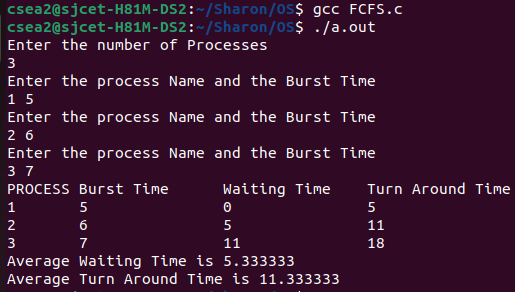 csea2@sjcet-H81M-DS2:~/Sharon/OS$ gcc FCFS.c
csea2@sjcet-H81M-DS2:~/Sharon/OS$ ./a.out
Enter the number of Processes
3
Enter the process Name and the Burst Time
1 5
Enter the process Name and the Burst Time
2 6
Enter the process Name and the Burst Time
3 7
PROCESS Burst Time Waiting Time Turn Around Time
1 5 0 5
2 6 5 11
3 7 11 18
Average Waiting Time is 5.333333
Average Turn Around Time is 11.333333